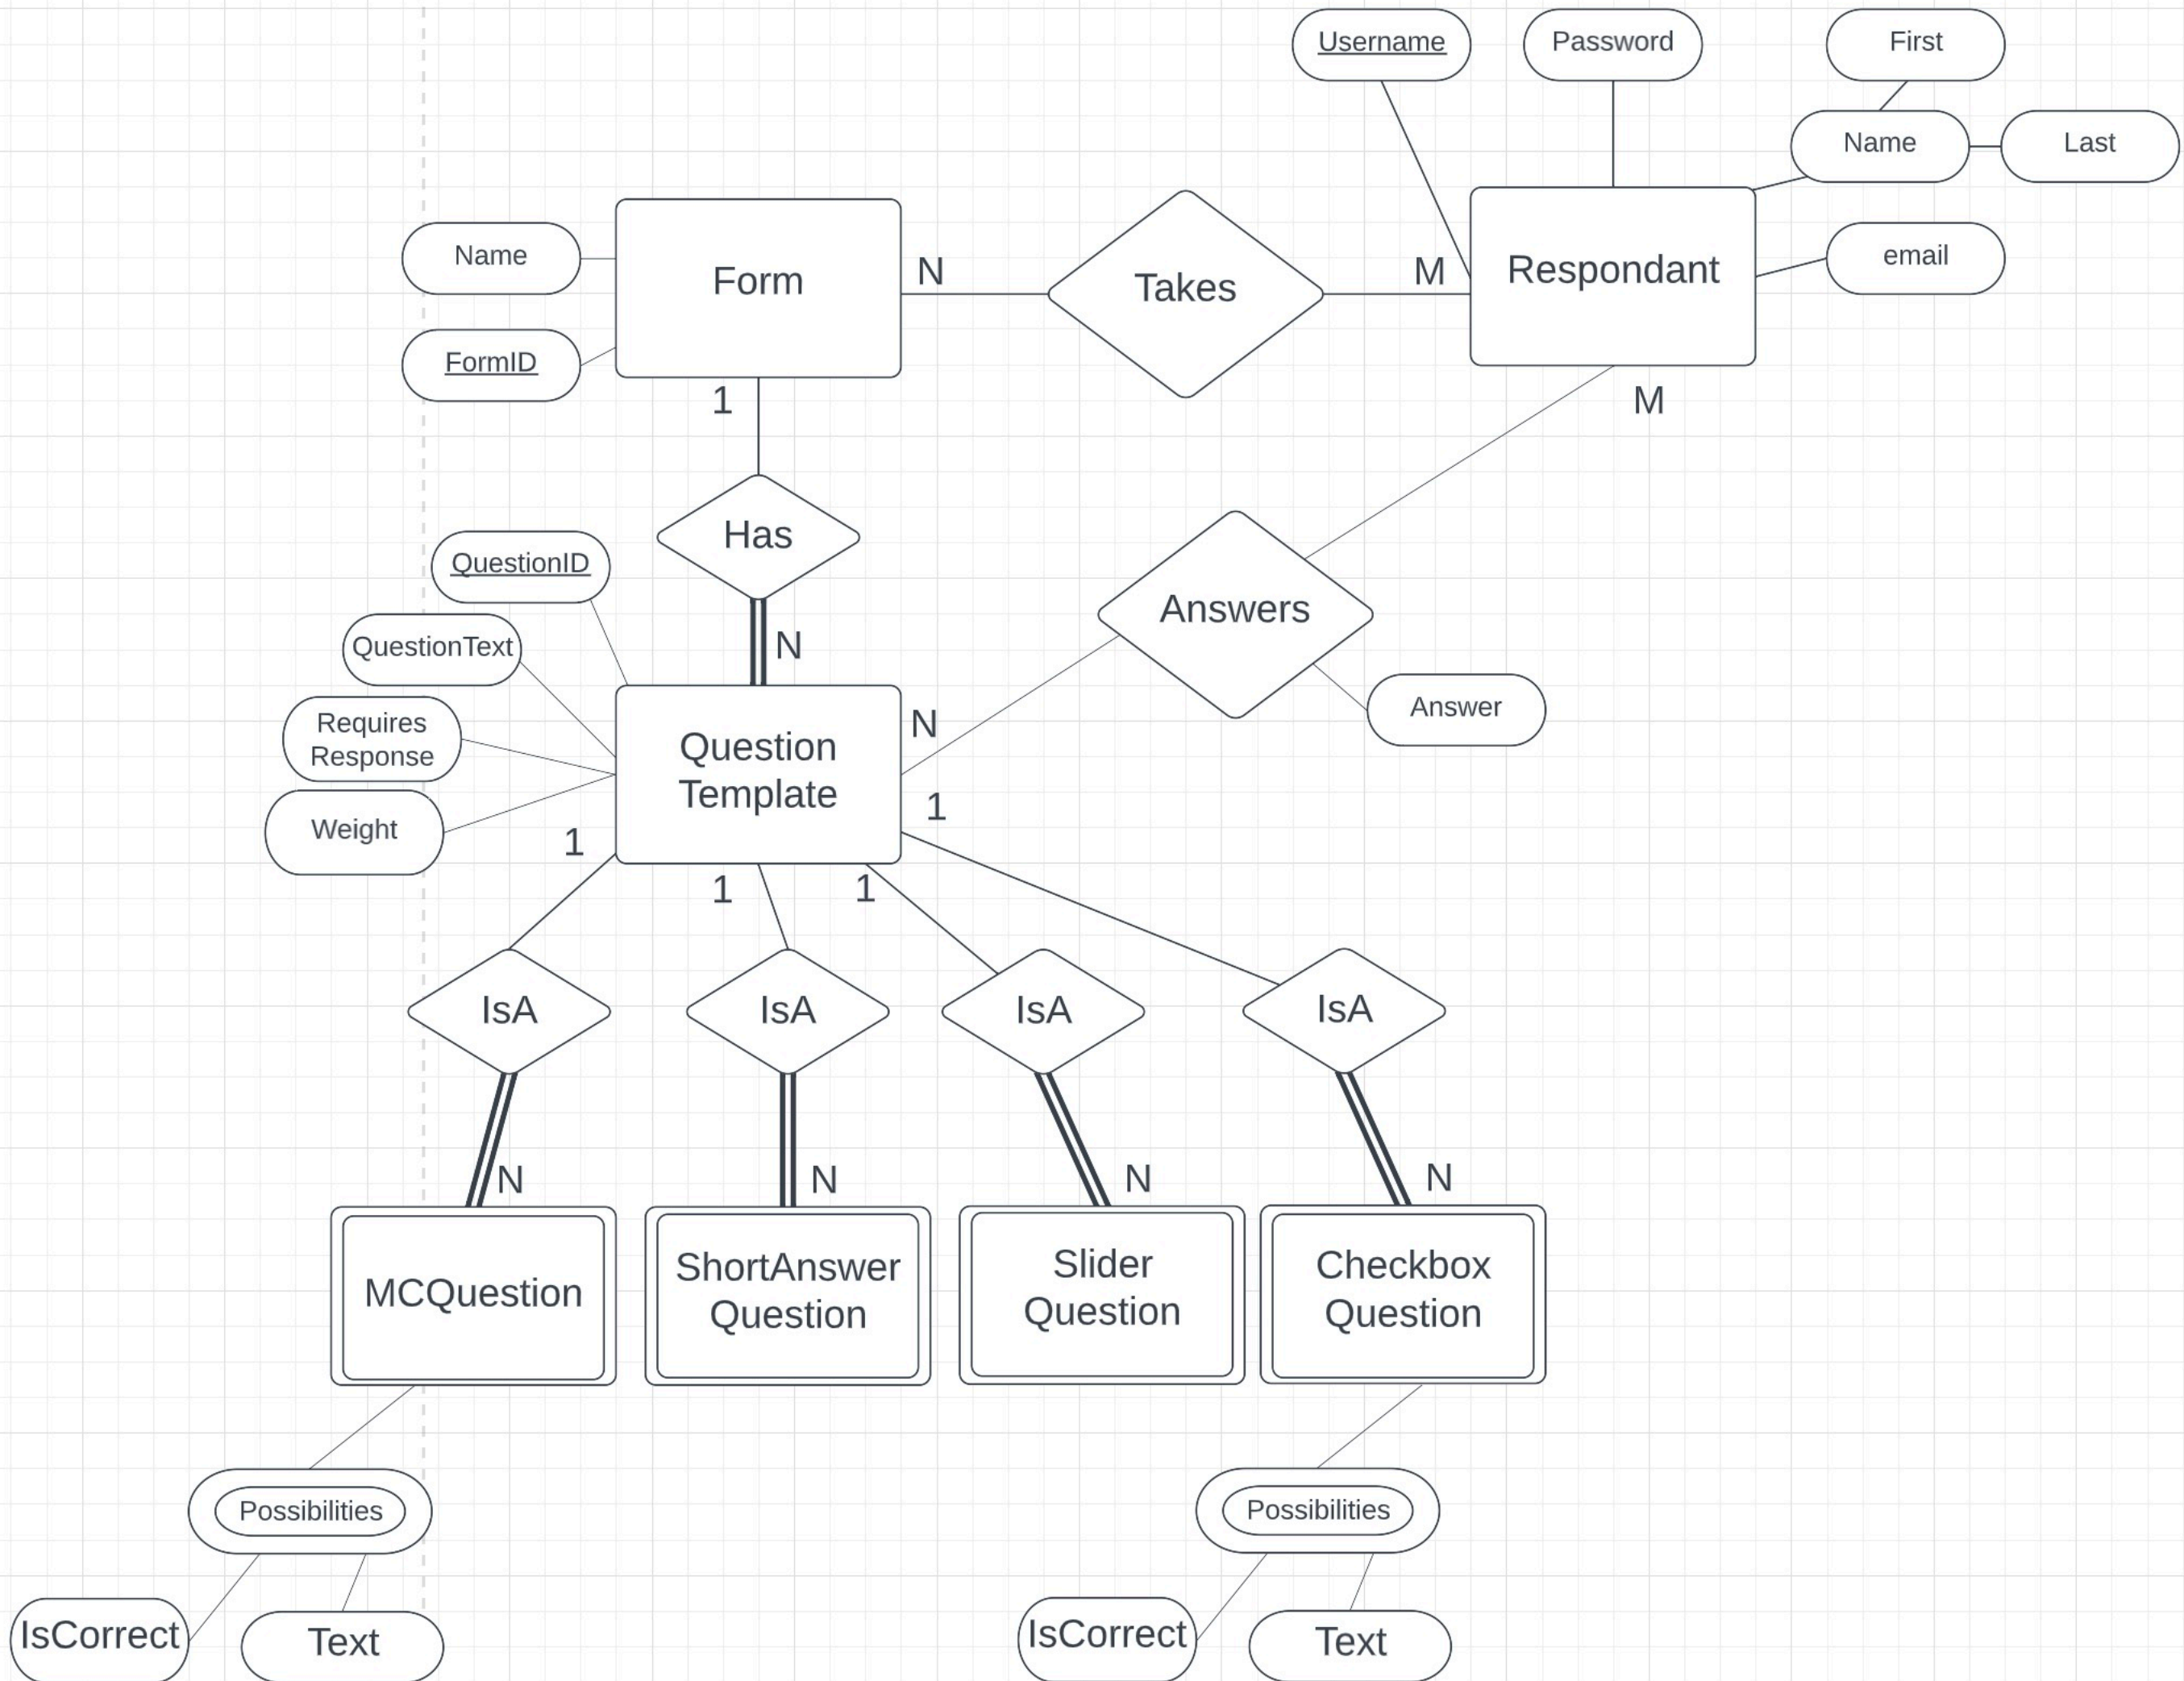 Username
Password
First
Name
Last
Form
Takes
Respondant
Name
FormID
email
N
M
1
M
Has
QuestionID
N
Answers
QuestionText
Requires
Response
Weight
Question
Template
N
Answer
1
1
1
1
IsA
IsA
IsA
IsA
N
N
N
N
MCQuestion
ShortAnswer
Question
Slider
Question
Checkbox
Question
Possibilities
Possibilities
IsCorrect
Text
IsCorrect
Text